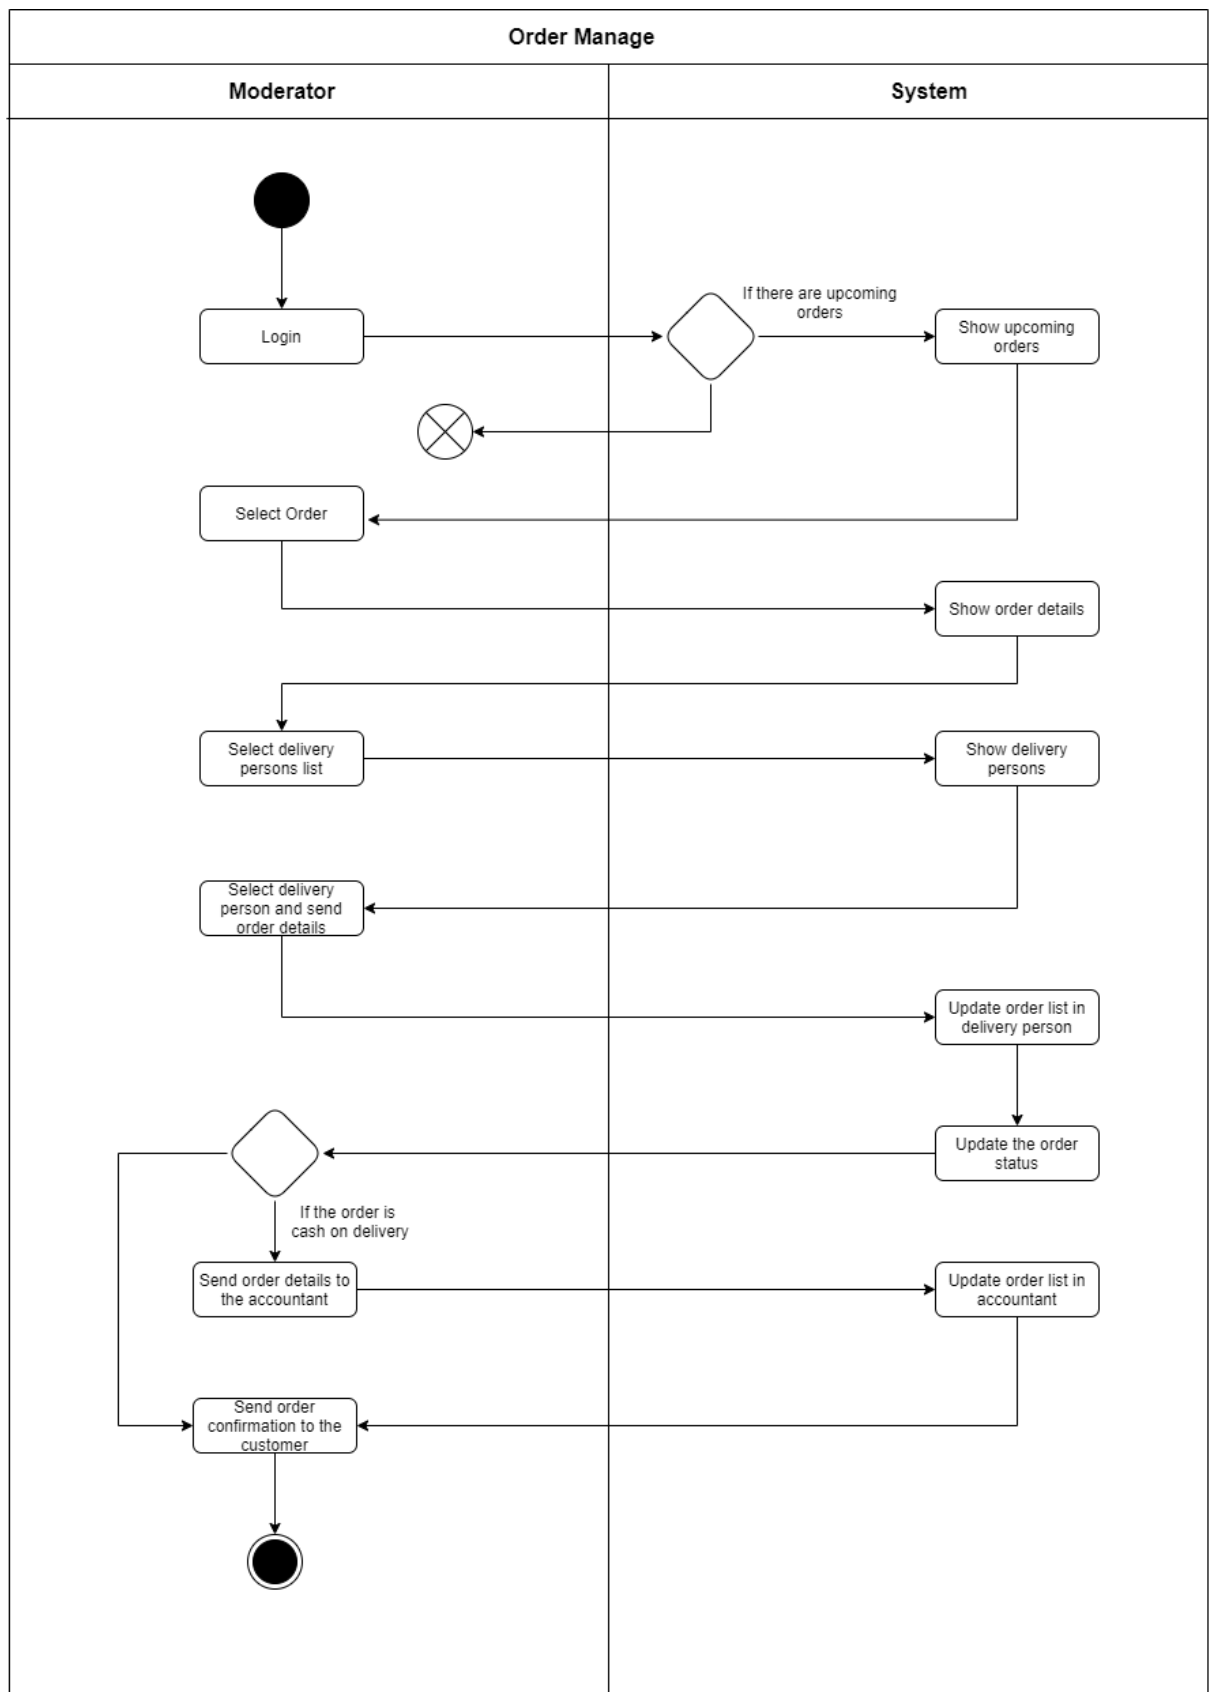 Order Manage
Moderator
System
If there are upcoming
orders
Login
Show upcoming
orders
Select Order
Show order details
Select delivery
persons list
Show delivery
persons
Select delivery
person and send
order details
Update order list in
delivery person
Update the order
status
If the order is
cash on delivery
Send order details to
the accountant
Update order list in
accountant
Send order
confirmation to the
customer